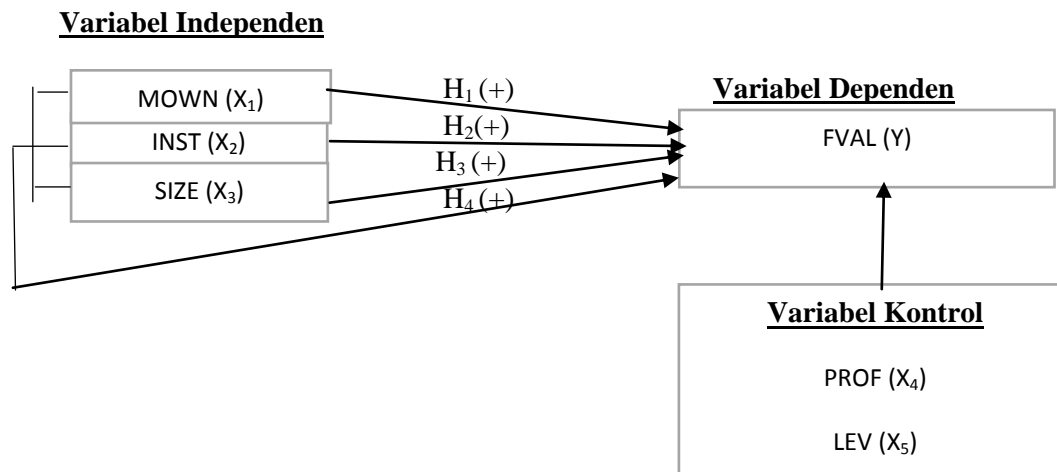 Variabel Independen
MOWN (X₁)
INST (X₂)
SIZE (X₃)
H₁ (+)
H₂(+)
H₃ (+)
H₄ (+)
Variabel Dependen
FVAL (Y)
Variabel Kontrol
PROF (X₄)
LEV (X₅)